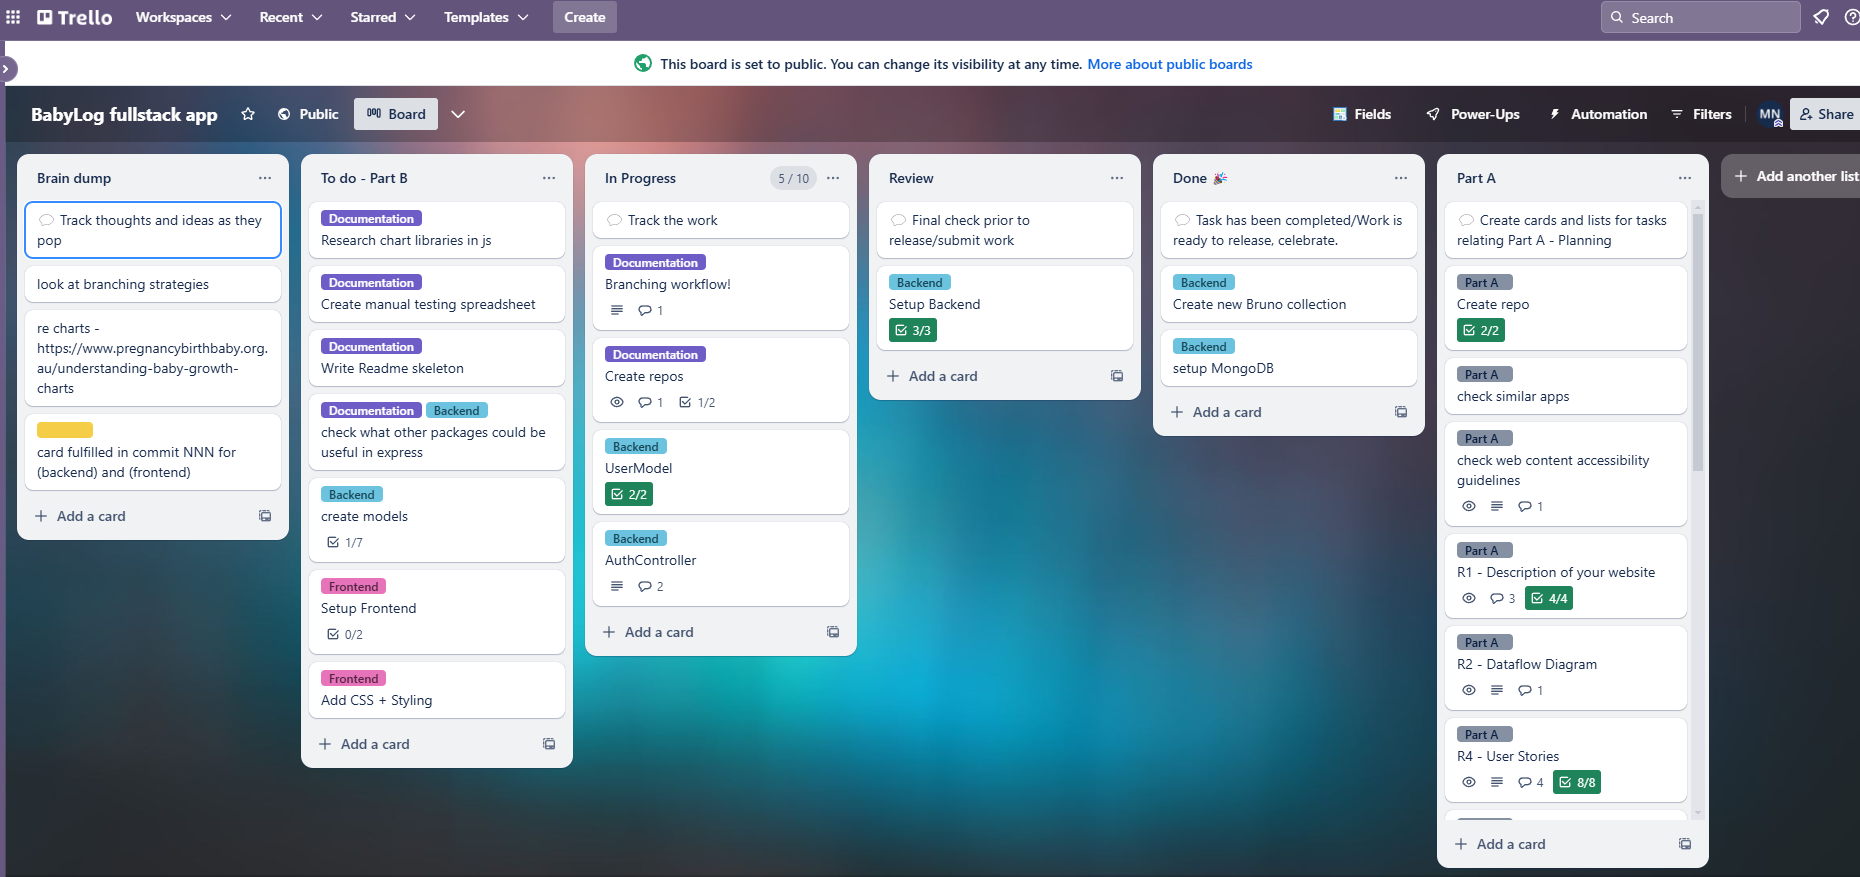 Trello
Workspaces
Recent
Starred
Templates
Create
Search
This board is set to public. You can change its visibility at any time. More about public boards
BabyLog fullstack app
Public
Board
Fields
Power-Ups
Automation
Filters
MN
Share
Brain dump
Track thoughts and ideas as they
pop
look at branching strategies
re charts -
https://www.pregnancybirthbaby.org.
au/understanding-baby-growth-
charts
card fulfilled in commit NNN for
(backend) and (frontend)
Add a card
To do - Part B
Documentation
Research chart libraries in js
Documentation
Create manual testing spreadsheet
Documentation
Write Readme skeleton
Documentation Backend
check what other packages could be
useful in express
Backend
create models
1/7
Frontend
Setup Frontend
0/2
Frontend
Add CSS + Styling
Add a card
In Progress
5 / 10
Track the work
Documentation
Branching workflow!
1
Documentation
Create repos
1 1/2
Backend
UserModel
2/2
Backend
AuthController
2
Add a card
Review
Final check prior to
release/submit work
Backend
Setup Backend
3/3
Add a card
Done 🎉
Task has been completed/Work is
ready to release, celebrate.
Backend
Create new Bruno collection
Backend
setup MongoDB
Add a card
Part A
Create cards and lists for tasks
relating Part A - Planning
Part A
Create repo
2/2
Part A
check similar apps
Part A
check web content accessibility
guidelines
1
Part A
R1 - Description of your website
3 4/4
Part A
R2 - Dataflow Diagram
1
Part A
R4 - User Stories
4 8/8
Add a card
Add another list